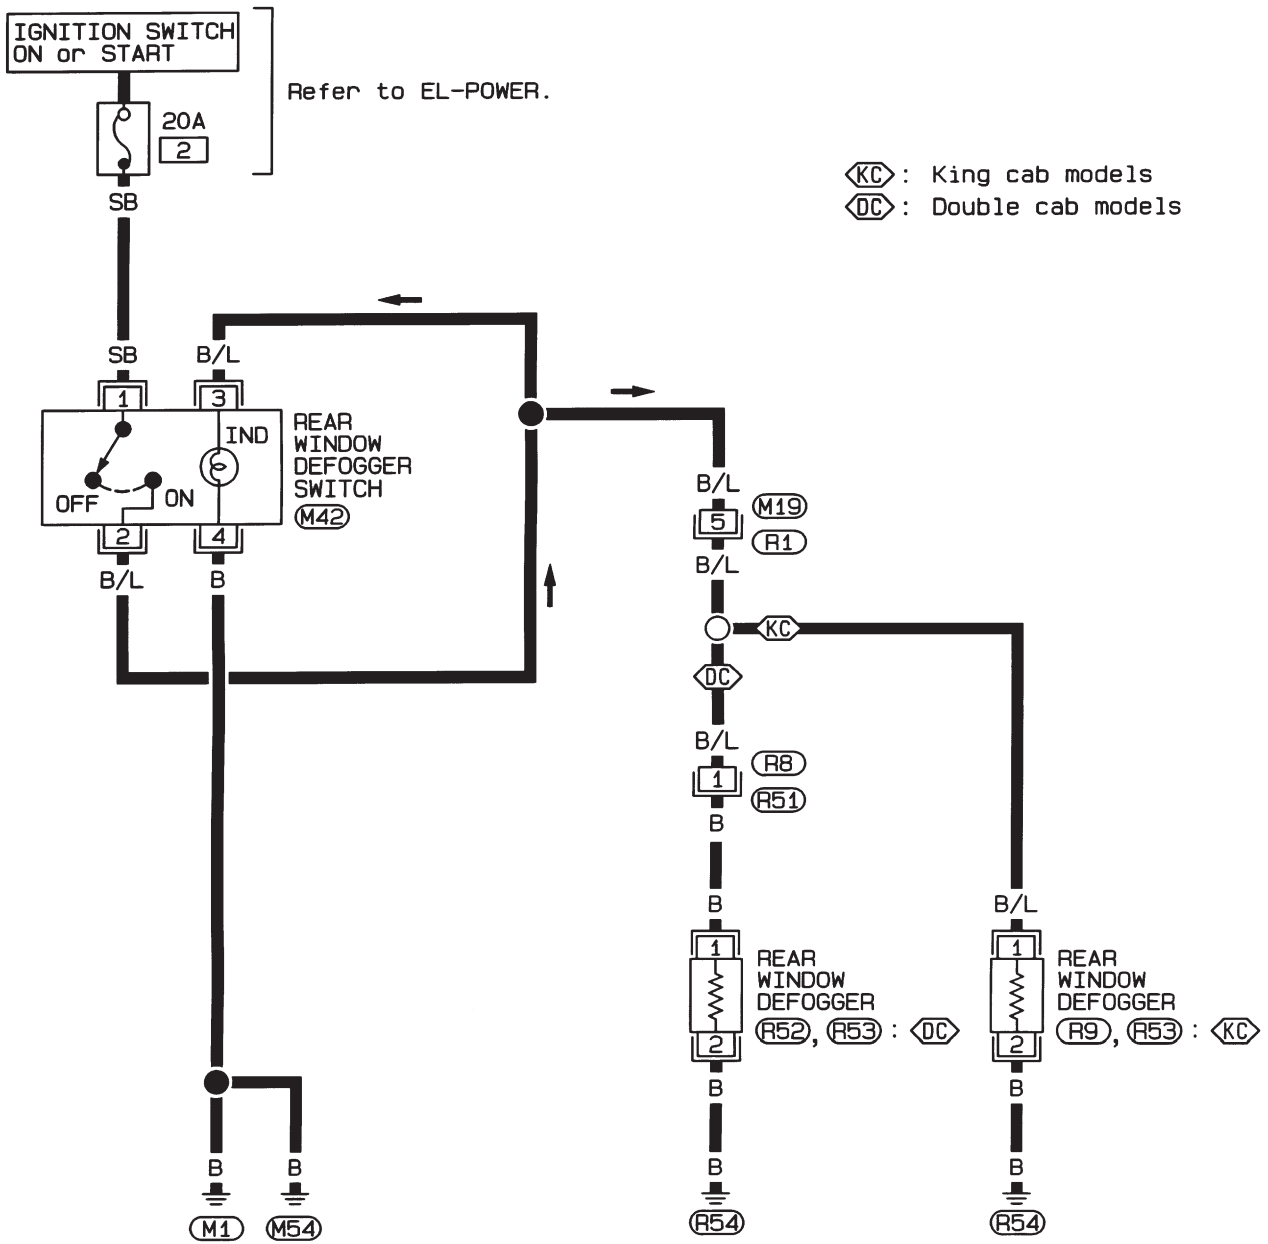 IGNITION SWITCH
ON or START
Refer to EL-POWER.
20A
2
KC : King cab models
DC : Double cab models
SB
SB
B/L
1
3
IND
OFF
ON
REAR
WINDOW
DEFOGGER
SWITCH
M42
2
4
B/L
B
B/L
5
M19
R1
B/L
KC
DC
B/L
1
R8
R51
B
B
1
REAR
WINDOW
DEFOGGER
R52, R53 : DC
2
B
B
R54
B/L
1
REAR
WINDOW
DEFOGGER
R9, R53 : KC
2
B
B
R54
B
B
M1
M54